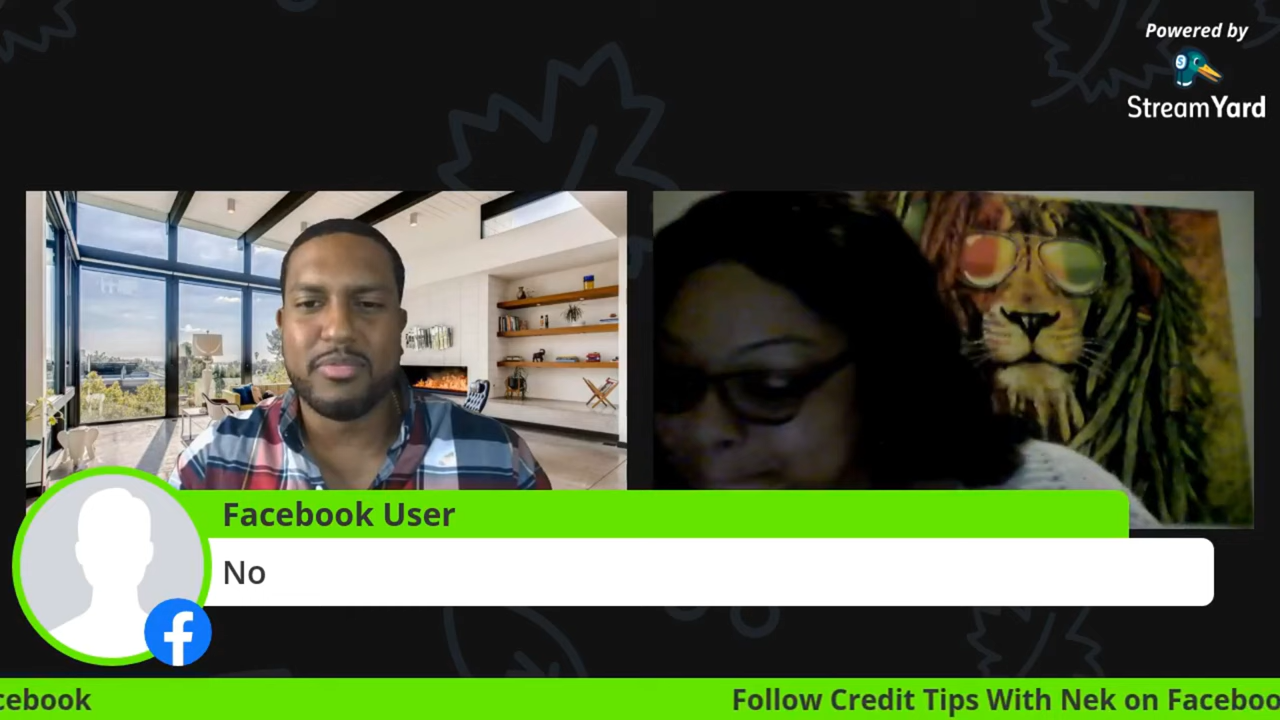 Powered by
StreamYard
Facebook User
No
cebook
Follow Credit Tips With Nek on Faceboo